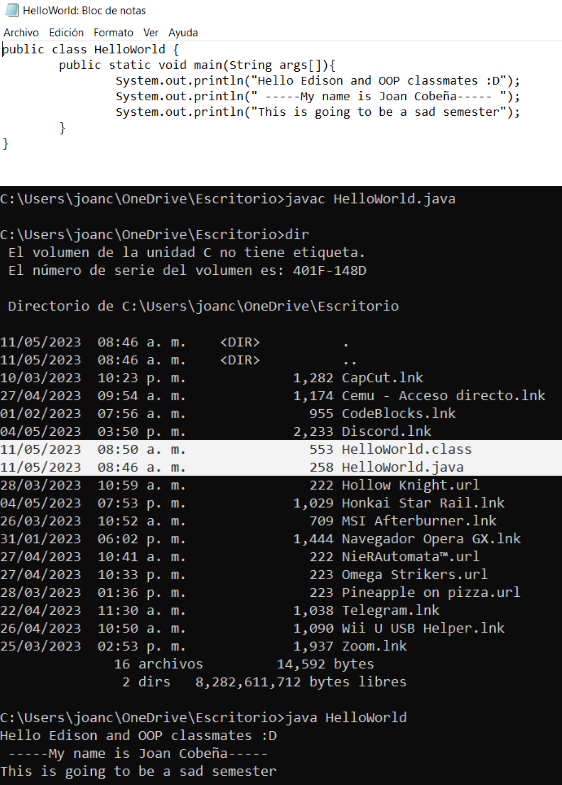 HelloWorld: Bloc de notas
Archivo Edición Formato Ver Ayuda
public class HelloWorld {
        public static void main(String args[]){
                System.out.println("Hello Edison and OOP classmates :D");
                System.out.println(" -----My name is Joan Cobeña----- ");
                System.out.println("This is going to be a sad semester");
        }
}
C:\Users\joanc\OneDrive\Escritorio>javac HelloWorld.java
C:\Users\joanc\OneDrive\Escritorio>dir
 El volumen de la unidad C no tiene etiqueta.
 El número de serie del volumen es: 401F-148D
 Directorio de C:\Users\joanc\OneDrive\Escritorio
11/05/2023  08:46 a. m.    <DIR>          .
11/05/2023  08:46 a. m.    <DIR>          ..
10/03/2023  10:23 p. m.             1,282 CapCut.lnk
27/04/2023  09:54 a. m.             1,174 Cemu - Acceso directo.lnk
01/02/2023  07:56 a. m.               955 CodeBlocks.lnk
04/05/2023  03:50 p. m.             2,233 Discord.lnk
11/05/2023  08:50 a. m.               553 HelloWorld.class
11/05/2023  08:46 a. m.               258 HelloWorld.java
28/03/2023  10:59 a. m.               222 Hollow Knight.url
04/05/2023  07:53 p. m.             1,029 Honkai Star Rail.lnk
26/03/2023  10:52 a. m.               709 MSI Afterburner.lnk
31/01/2023  06:02 p. m.             1,444 Navegador Opera GX.lnk
27/04/2023  10:41 a. m.               222 NieRAutomata™.url
27/04/2023  10:33 p. m.               223 Omega Strikers.url
28/03/2023  01:36 p. m.               223 Pineapple on pizza.url
22/04/2023  11:30 a. m.             1,038 Telegram.lnk
26/04/2023  10:50 a. m.             1,090 Wii U USB Helper.lnk
25/03/2023  02:53 p. m.             1,937 Zoom.lnk
              16 archivos         14,592 bytes
               2 dirs   8,282,611,712 bytes libres
C:\Users\joanc\OneDrive\Escritorio>java HelloWorld
Hello Edison and OOP classmates :D
 -----My name is Joan Cobeña-----
This is going to be a sad semester